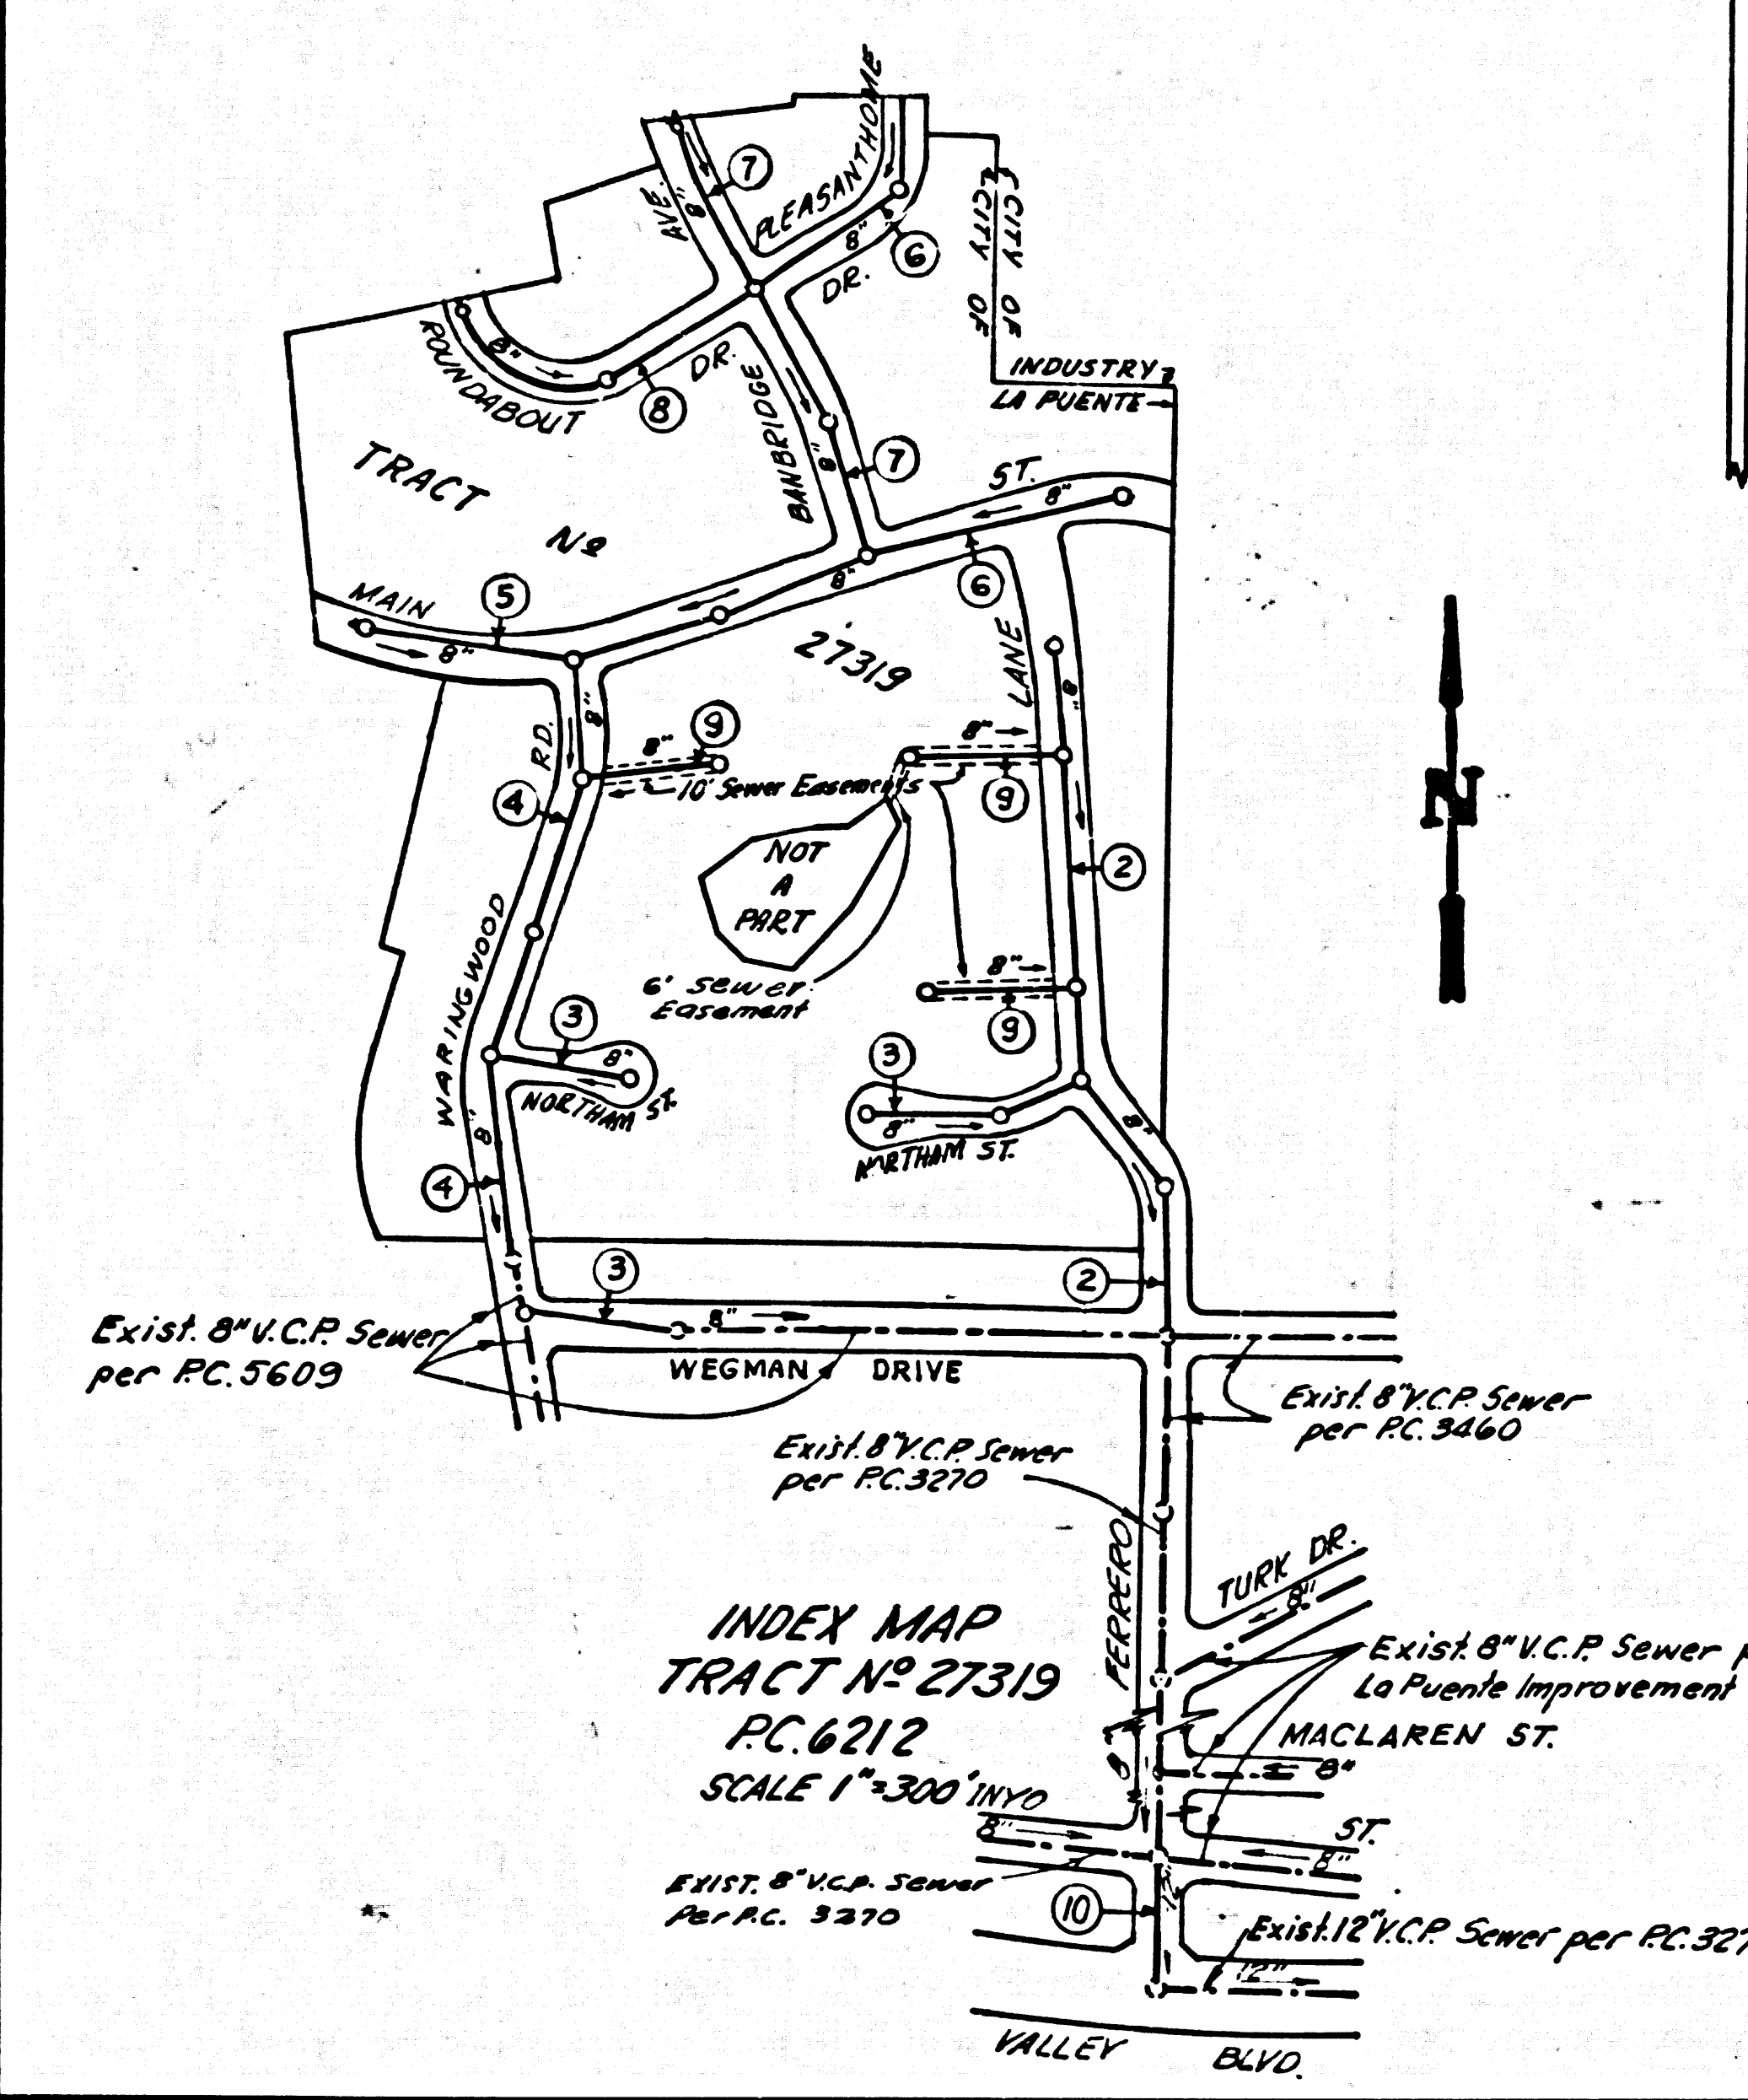 PLEASANTHOME
DR.
AVE.
8"
7
8"
6
CITY OF
CITY OF
INDUSTRY
LA PUENTE
ROUNDABOUT
DR.
8"
8
BANBRIDGE
8"
7
ST.
8"
6
TRACT
Nº
27319
MAIN
5
8"
8"
LANE
8"
RD.
8"
8"
9
10' Sewer Easements
8"
9
4
2
NOT
A
PART
WARINGWOOD
6' sewer
Easement
8"
9
3
8"
NORTHAM St.
3
8"
NORTHAM ST.
8"
8"
4
3
2
8"
Exist. 8" V.C.P. Sewer
per P.C. 5609
WEGMAN DRIVE
Exist. 8" V.C.P. Sewer
per P.C. 3460
Exist. 8" V.C.P. Sewer
per P.C. 3270
FERRERO
TURK DR.
8"
N
INDEX MAP
TRACT Nº 27319
P.C. 6212
SCALE 1"=300'
Exist. 8" V.C.P. Sewer
La Puente Improvement
MACLAREN ST.
8"
INYO
8"
ST.
8"
EXIST. 8" V.C.P. Sewer
Per P.C. 3270
10
Exist. 12" V.C.P. Sewer per P.C. 327
12"
VALLEY BLVD.